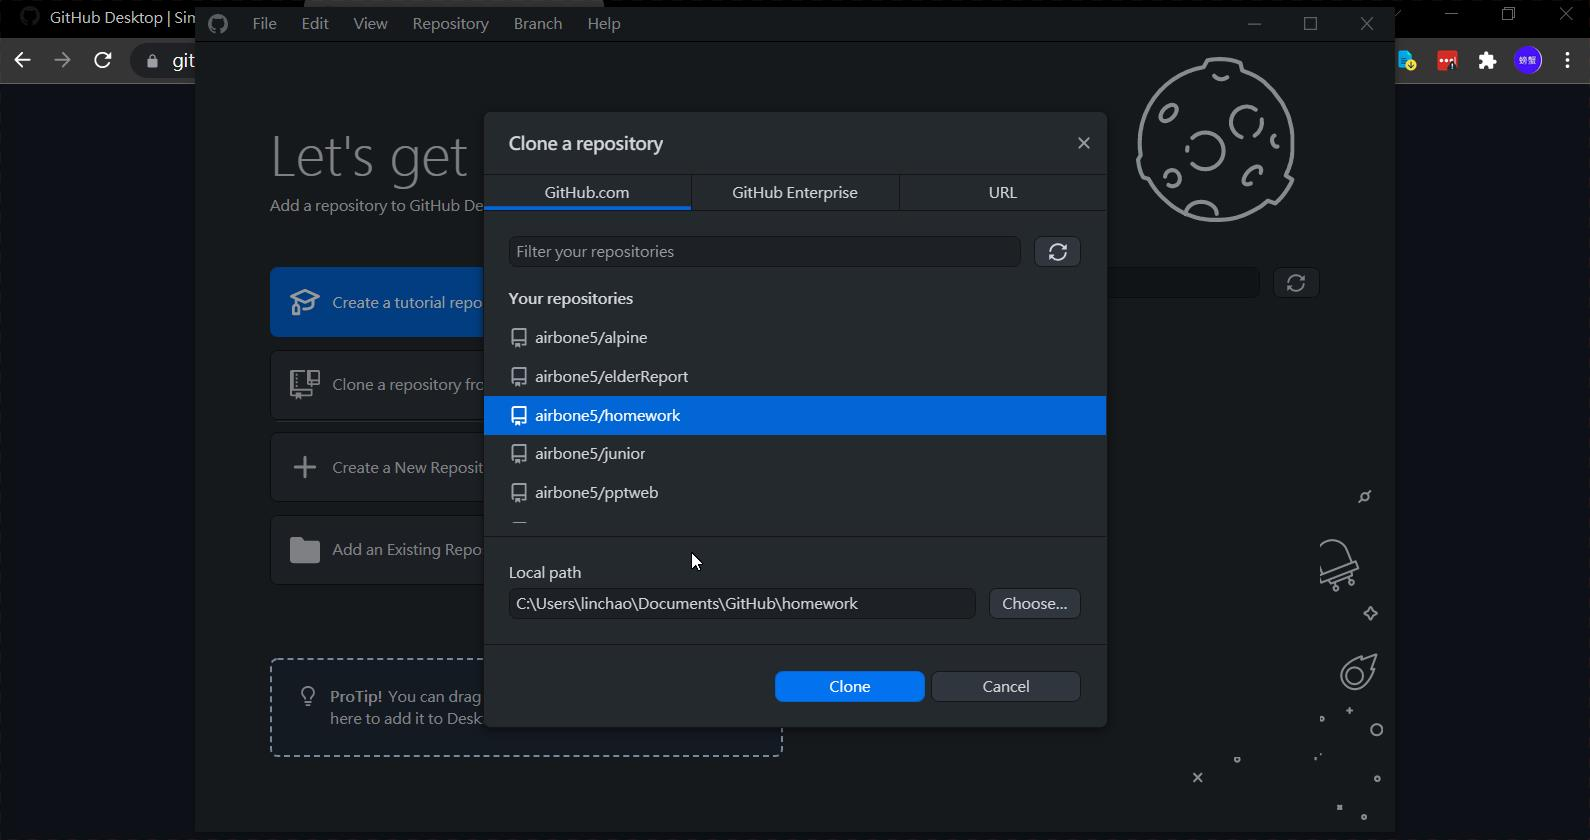 GitHub Desktop | Sim
File Edit View Repository Branch Help
git
螃蟹
Let's get
Add a repository to GitHub De
Clone a repository
GitHub.com GitHub Enterprise URL
Filter your repositories
Your repositories
airbone5/alpine
airbone5/elderReport
airbone5/homework
airbone5/junior
airbone5/pptweb
Create a tutorial repo
Clone a repository fro
Create a New Reposit
Add an Existing Repo
Local path
C:\Users\linchao\Documents\GitHub\homework
Choose...
Clone Cancel
ProTip! You can drag
here to add it to Desk